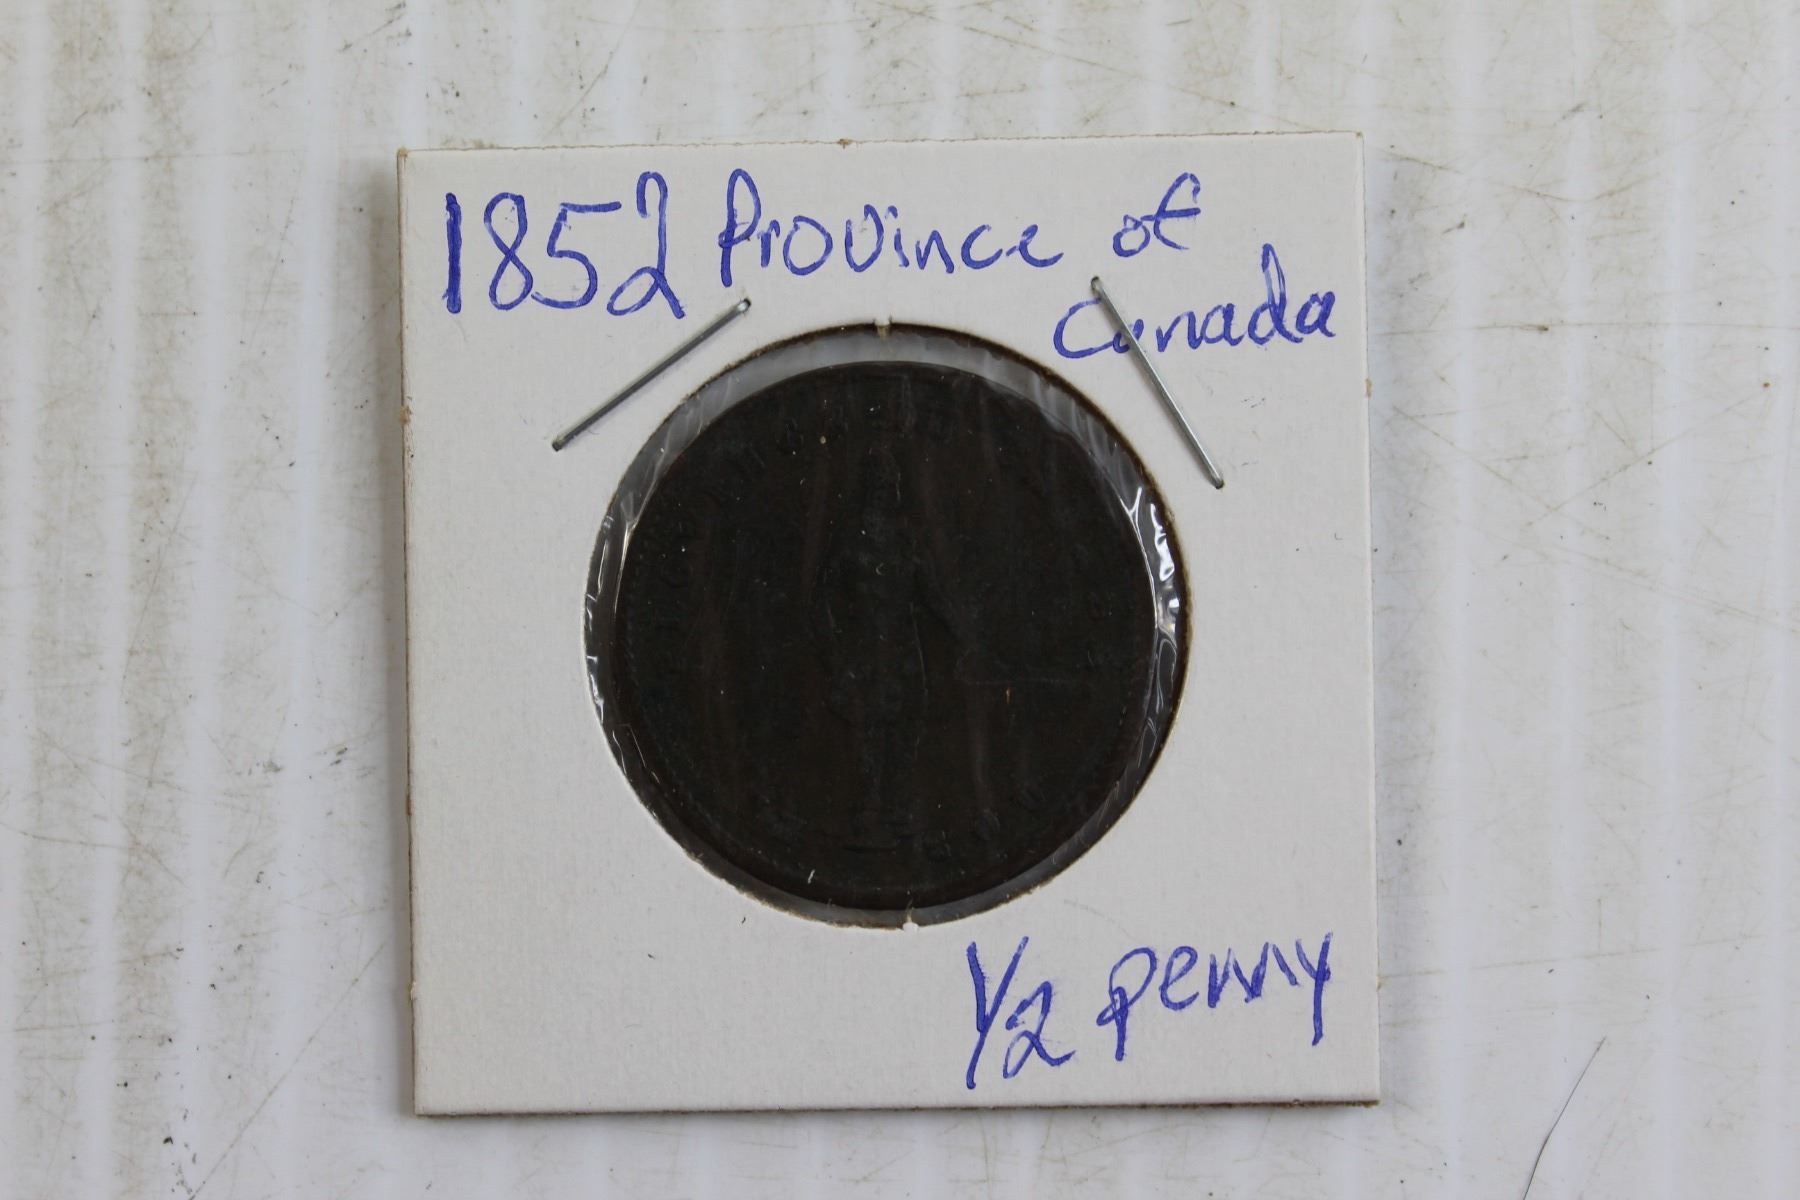 1852 Province of
Canada
1/2 penny